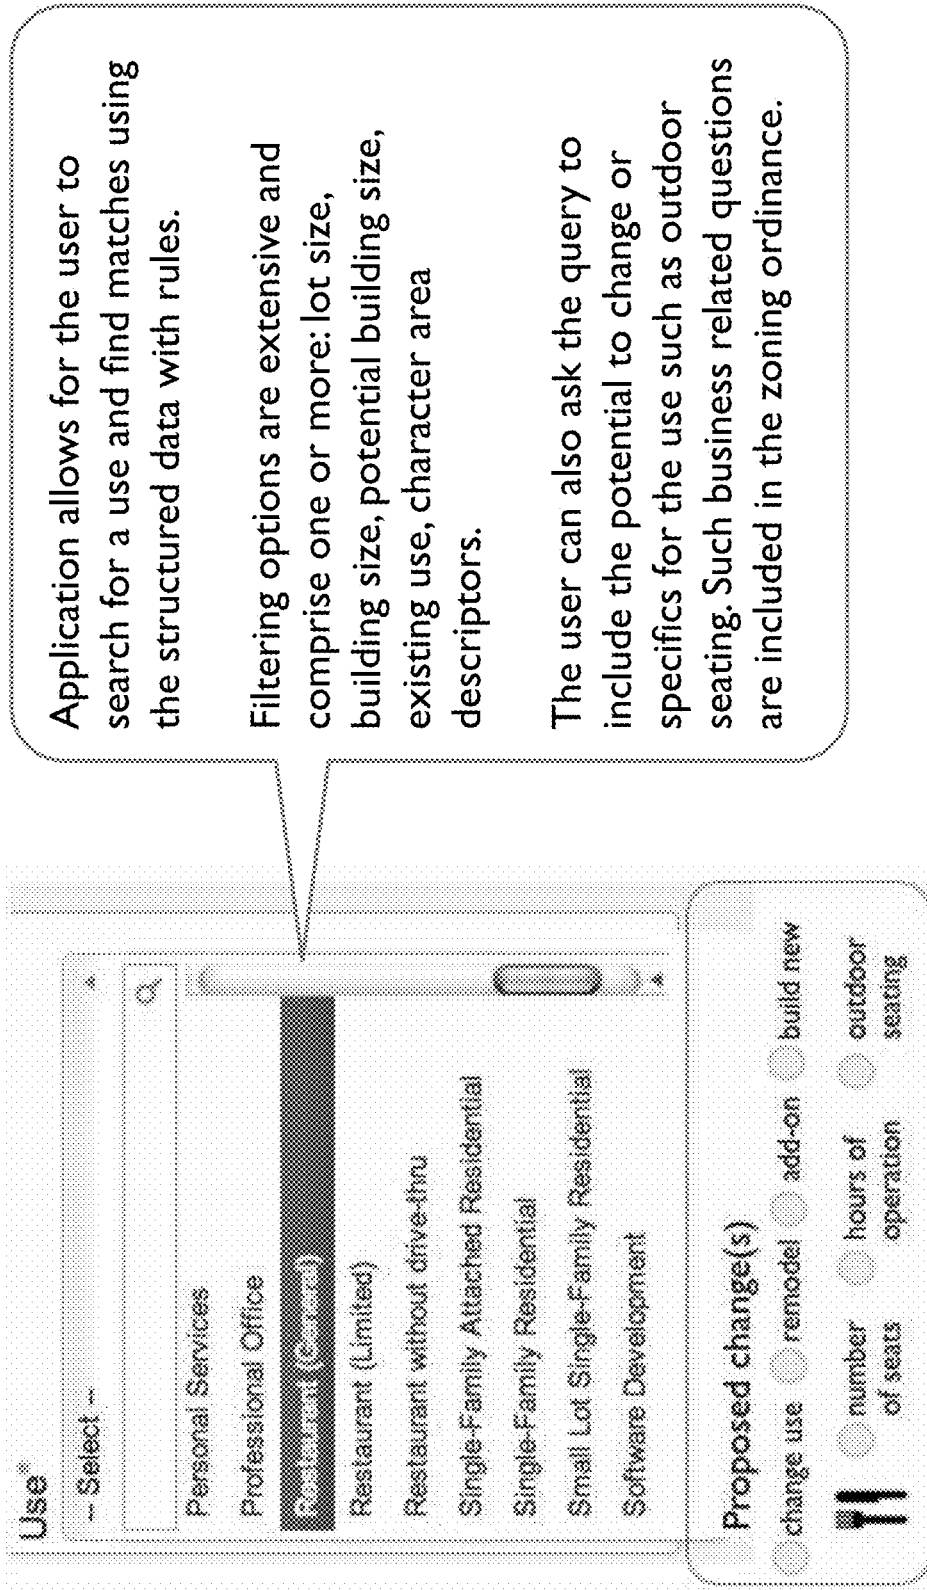 Use*
-- Select --
Personal Services
Professional Office
Restaurant (General)
Restaurant (Limited)
Restaurant without drive-thru
Single-Family Attached Residential
Single-Family Residential
Small Lot Single-Family Residential
Software Development
Proposed change(s)
change use remodel add-on build new
number of seats
hours of operation
outdoor seating
Application allows for the user to
search for a use and find matches using
the structured data with rules.
Filtering options are extensive and
comprise one or more: lot size,
building size, potential building size,
existing use, character area
descriptors.
The user can also ask the query to
include the potential to change or
specifics for the use such as outdoor
seating. Such business related questions
are included in the zoning ordinance.